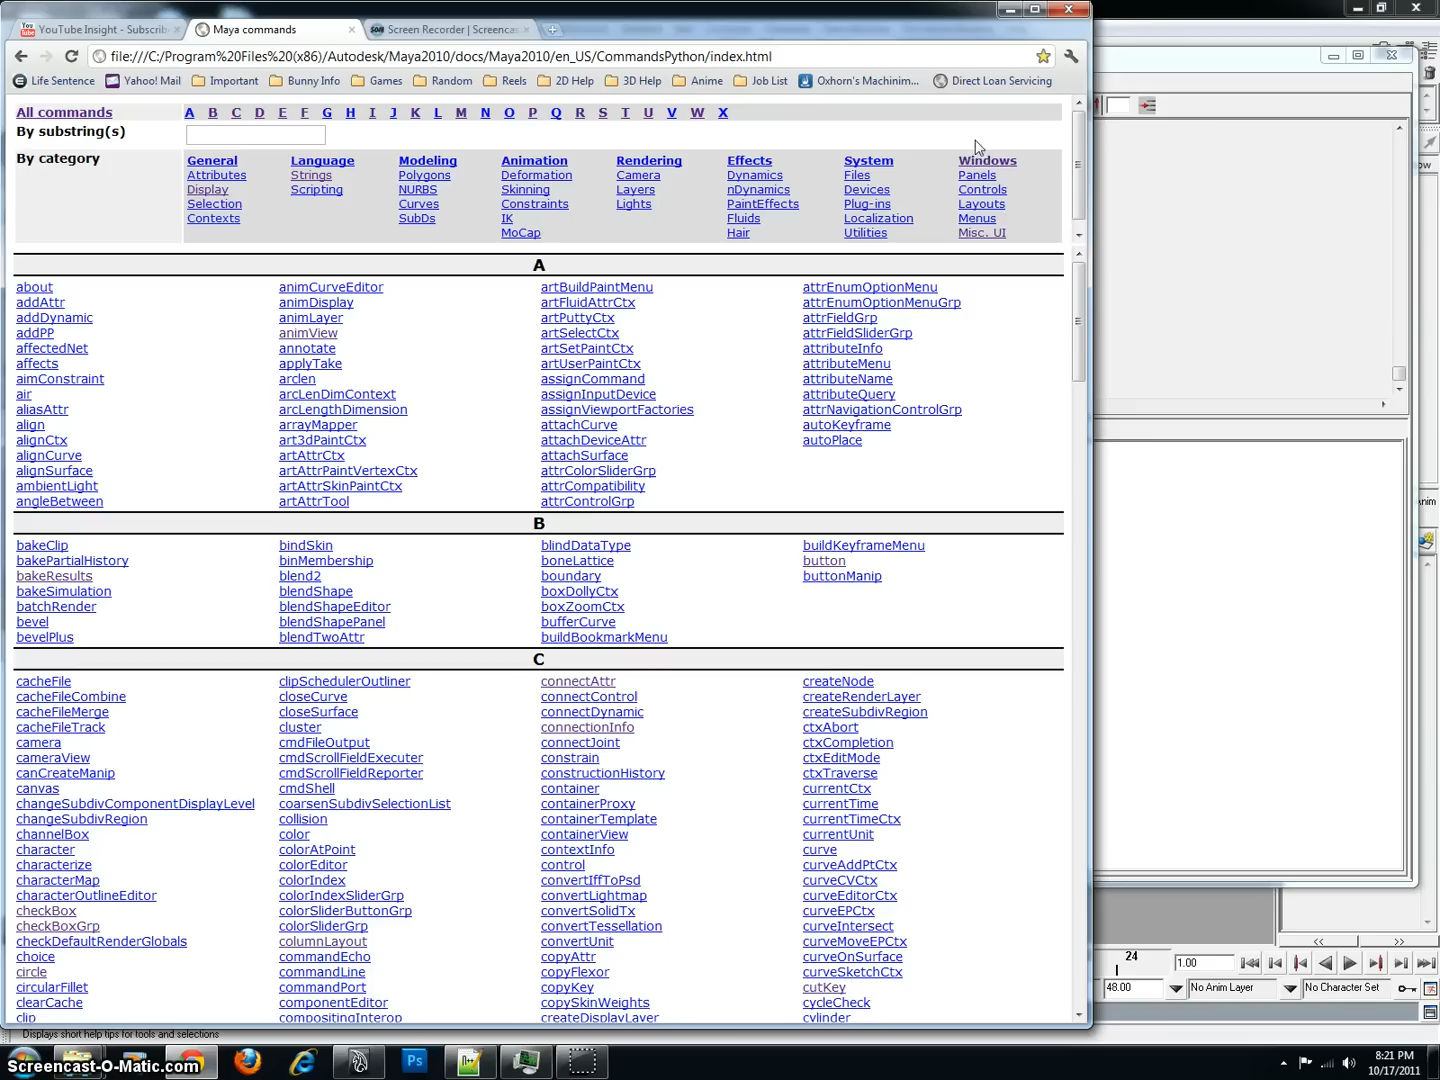 YouTube Insight - Subscrib
Maya commands
Screen Recorder | Screencas
file:///C:/Program%20Files%20(x86)/Autodesk/Maya2010/docs/Maya2010/en_US/CommandsPython/index.html
Life Sentence Yahoo! Mail Important Bunny Info Games Random Reels 2D Help 3D Help Anime Job List Oxhorn's Machinim... Direct Loan Servicing
All commands A B C D E F G H I J K L M N O P Q R S T U V W X
By substring(s)
By category General Language Modeling Animation Rendering Effects System Windows
Attributes Strings Polygons Deformation Camera Dynamics Files Panels
Display Scripting NURBS Skinning Layers nDynamics Devices Controls
Selection Curves Constraints Lights PaintEffects Plug-ins Layouts
Contexts SubDs IK Fluids Localization Menus
MoCap Hair Utilities Misc. UI
A
about animCurveEditor artBuildPaintMenu attrEnumOptionMenu
addAttr animDisplay artFluidAttrCtx attrEnumOptionMenuGrp
addDynamic animLayer artPuttyCtx attrFieldGrp
addPP animView artSelectCtx attrFieldSliderGrp
affectedNet annotate artSetPaintCtx attributeInfo
affects applyTake artUserPaintCtx attributeMenu
aimConstraint arclen assignCommand attributeName
air arcLenDimContext assignInputDevice attributeQuery
aliasAttr arcLengthDimension assignViewportFactories attrNavigationControlGrp
align arrayMapper attachCurve autoKeyframe
alignCtx art3dPaintCtx attachDeviceAttr autoPlace
alignCurve artAttrCtx attachSurface
alignSurface artAttrPaintVertexCtx attrColorSliderGrp
ambientLight artAttrSkinPaintCtx attrCompatibility
angleBetween artAttrTool attrControlGrp
B
bakeClip bindSkin blindDataType buildKeyframeMenu
bakePartialHistory binMembership boneLattice button
bakeResults blend2 boundary buttonManip
bakeSimulation blendShape boxDollyCtx
batchRender blendShapeEditor boxZoomCtx
bevel blendShapePanel bufferCurve
bevelPlus blendTwoAttr buildBookmarkMenu
C
cacheFile clipSchedulerOutliner connectAttr createNode
cacheFileCombine closeCurve connectControl createRenderLayer
cacheFileMerge closeSurface connectDynamic createSubdivRegion
cacheFileTrack cluster connectionInfo ctxAbort
camera cmdFileOutput connectJoint ctxCompletion
cameraView cmdScrollFieldExecuter constrain ctxEditMode
canCreateManip cmdScrollFieldReporter constructionHistory ctxTraverse
canvas cmdShell container currentCtx
changeSubdivComponentDisplayLevel coarsenSubdivSelectionList containerProxy currentTime
changeSubdivRegion collision containerTemplate currentTimeCtx
channelBox color containerView currentUnit
character colorAtPoint contextInfo curve
characterize colorEditor control curveAddPtCtx
characterMap colorIndex convertIffToPsd curveCVCtx
characterOutlineEditor colorIndexSliderGrp convertLightmap curveEditorCtx
checkBox colorSliderButtonGrp convertSolidTx curveEPCtx
checkBoxGrp colorSliderGrp convertTessellation curveIntersect
checkDefaultRenderGlobals columnLayout convertUnit curveMoveEPCtx
choice commandEcho copyAttr curveOnSurface
circle commandLine copyFlexor curveSketchCtx
circularFillet commandPort copyKey cutKey
clearCache componentEditor copySkinWeights cycleCheck
clip compositingInterop createDisplayLayer cylinder
Anim
24
1.00
48.00 No Anim Layer No Character Set
Displays short help tips for tools and selections
Screencast-O-Matic.com
Ps
8:21 PM
10/17/2011